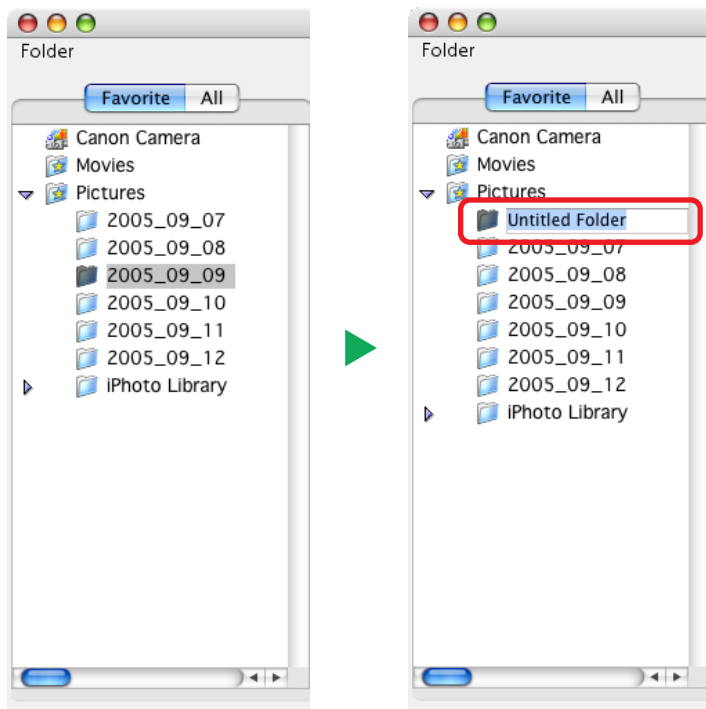 Folder
Favorite All
Canon Camera
Movies
Pictures
2005_09_07
2005_09_08
2005_09_09
2005_09_10
2005_09_11
2005_09_12
iPhoto Library
Folder
Favorite All
Canon Camera
Movies
Pictures
Untitled Folder
2005_09_07
2005_09_08
2005_09_09
2005_09_10
2005_09_11
2005_09_12
iPhoto Library